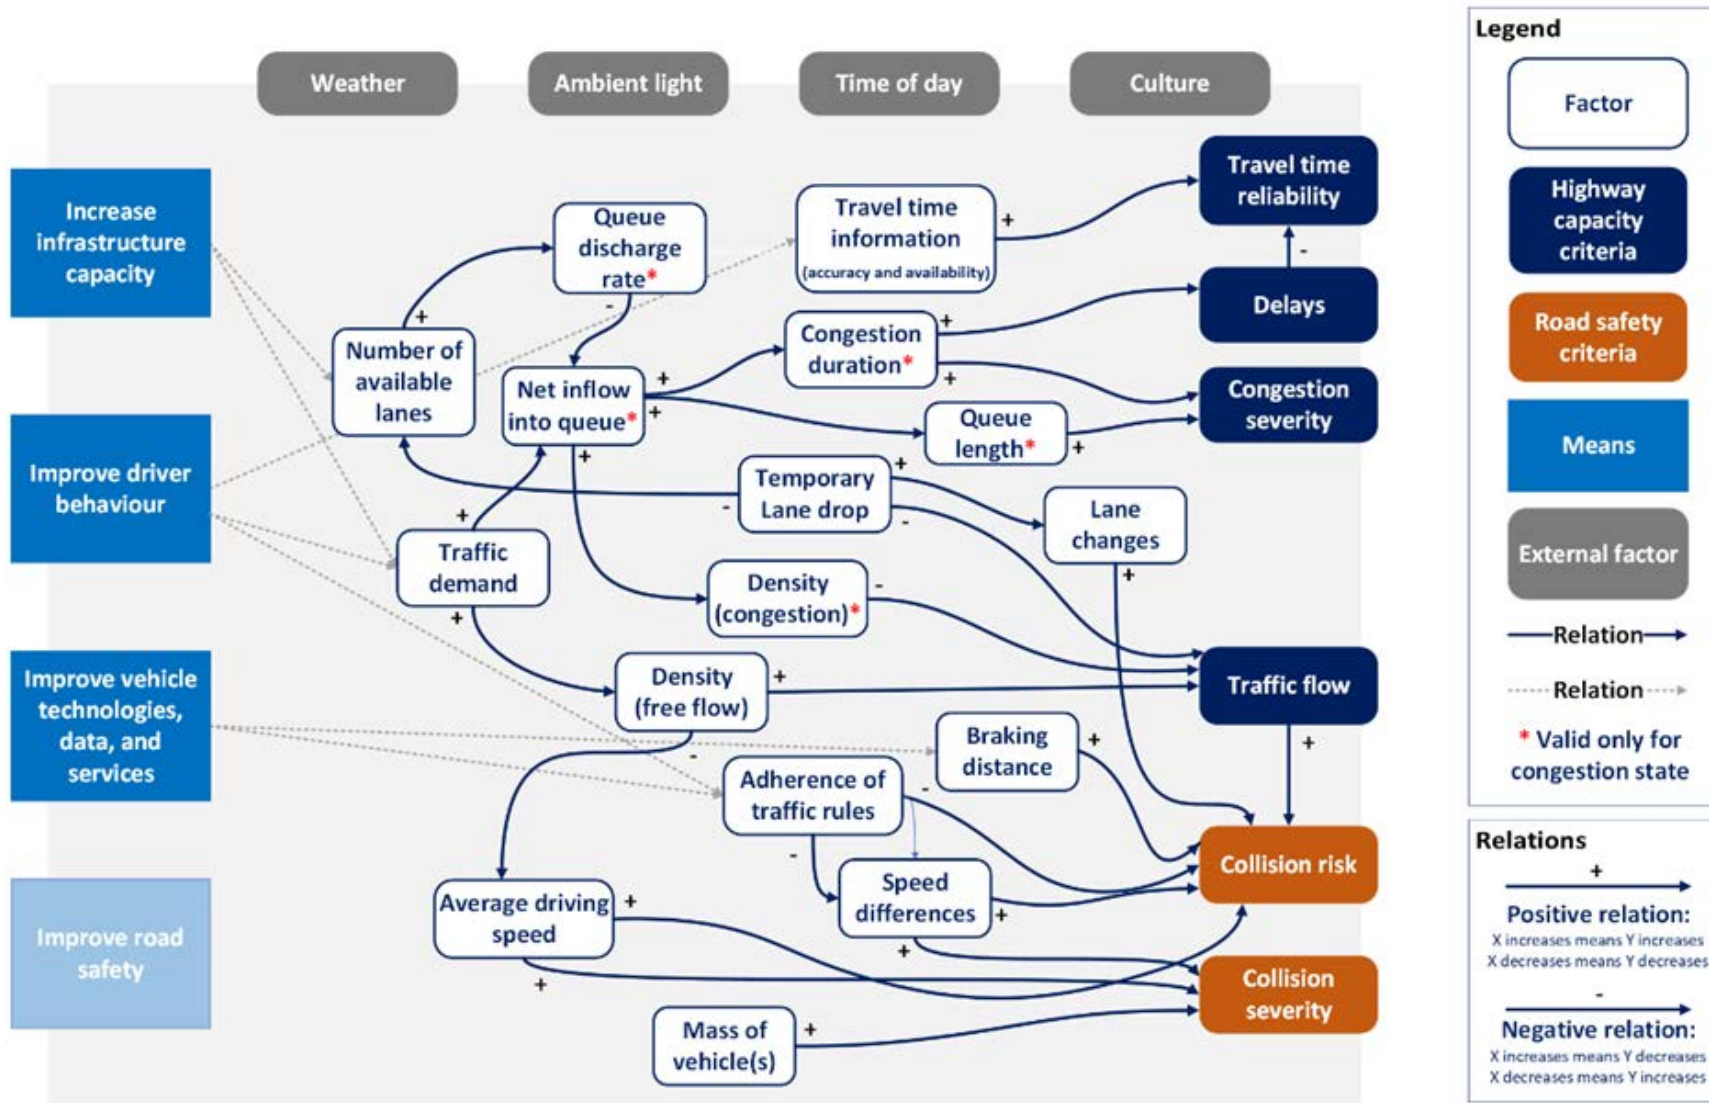 Weather
Ambient light
Time of day
Culture
Increase
infrastructure
capacity
Improve driver
behaviour
Improve vehicle
technologies,
data, and
services
Improve road
safety
Queue
discharge
rate*
-
Travel time
information
(accuracy and availability)
+
Travel time
reliability
-
Delays
+
Number of
available
lanes
Net inflow
into queue*
+
+
+
Congestion
duration*
+
+
Congestion
severity
Queue
length*
+
Temporary
Lane drop
+
-
-
Lane
changes
+
+
Traffic
demand
+
Density
(congestion)*
-
Density
(free flow)
+
-
Traffic flow
+
Braking
distance
+
Adherence of
traffic rules
-
-
Speed
differences
+
+
Collision risk
Average driving
speed
+
+
Collision
severity
Mass of
vehicle(s)
+
Legend
Factor
Highway
capacity
criteria
Road safety
criteria
Means
External factor
Relation
Relation
* Valid only for
congestion state
Relations
+
Positive relation:
X increases means Y increases
X decreases means Y decreases
-
Negative relation:
X increases means Y decreases
X decreases means Y increases